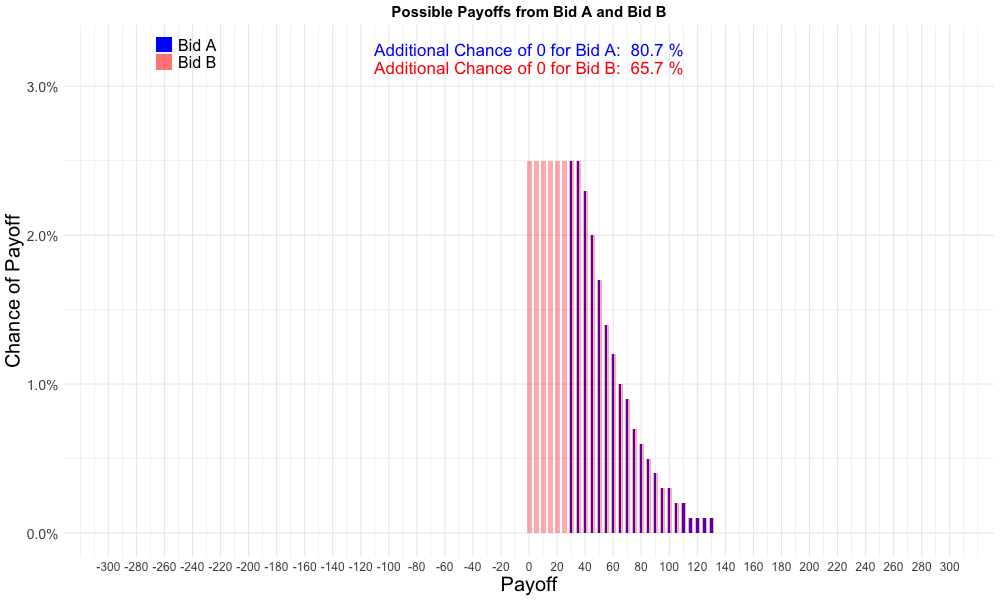 Possible Payoffs from Bid A and Bid B
Bid A
Bid B
Additional Chance of 0 for Bid A: 80.7 %
Additional Chance of 0 for Bid B: 65.7 %
Chance of Payoff
3.0%
2.0%
1.0%
0.0%
-300 -280 -260 -240 -220 -200 -180 -160 -140 -120 -100 -80 -60 -40 -20 0 20 40 60 80 100 120 140 160 180 200 220 240 260 280 300
Payoff